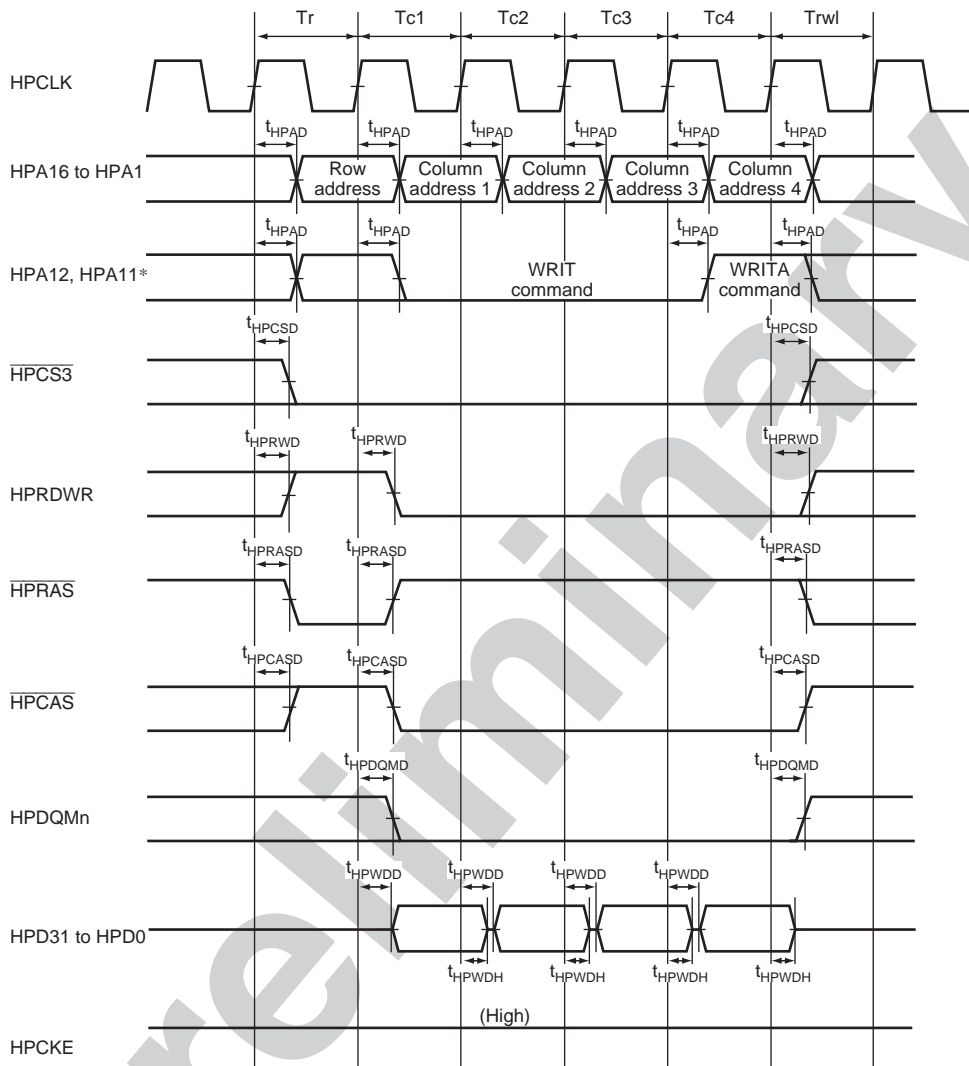 Tr Tc1 Tc2 Tc3 Tc4 Trwl
HPCLK
tHPAD tHPAD tHPAD tHPAD tHPAD tHPAD
HPA16 to HPA1
Row address Column address 1 Column address 2 Column address 3 Column address 4
tHPAD tHPAD tHPAD tHPAD
HPA12, HPA11*
WRIT command WRITA command
tHPCSD tHPCSD
HPCS3
tHPRWD tHPRWD tHPRWD
HPRDWR
tHPRASD tHPRASD tHPRASD
HPRAS
tHPCASD tHPCASD tHPCASD
HPCAS
tHPDQMD tHPDQMD
HPDQMn
tHPWDD tHPWDD tHPWDD tHPWDD
HPD31 to HPD0
tHPWDH tHPWDH tHPWDH tHPWDH
(High)
HPCKE
reliminary